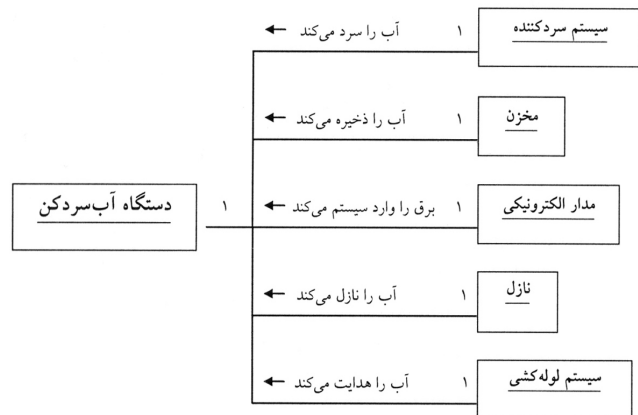 سیستم سردکننده
۱ آب را سرد می‌کند ←
مخزن
۱ آب را ذخیره می‌کند ←
مدار الکترونیکی
۱ برق را وارد سیستم می‌کند ←
۱ دستگاه آب‌سردکن
نازل
۱ آب را نازل می‌کند ←
سیستم لوله‌کشی
۱ آب را هدایت می‌کند ←